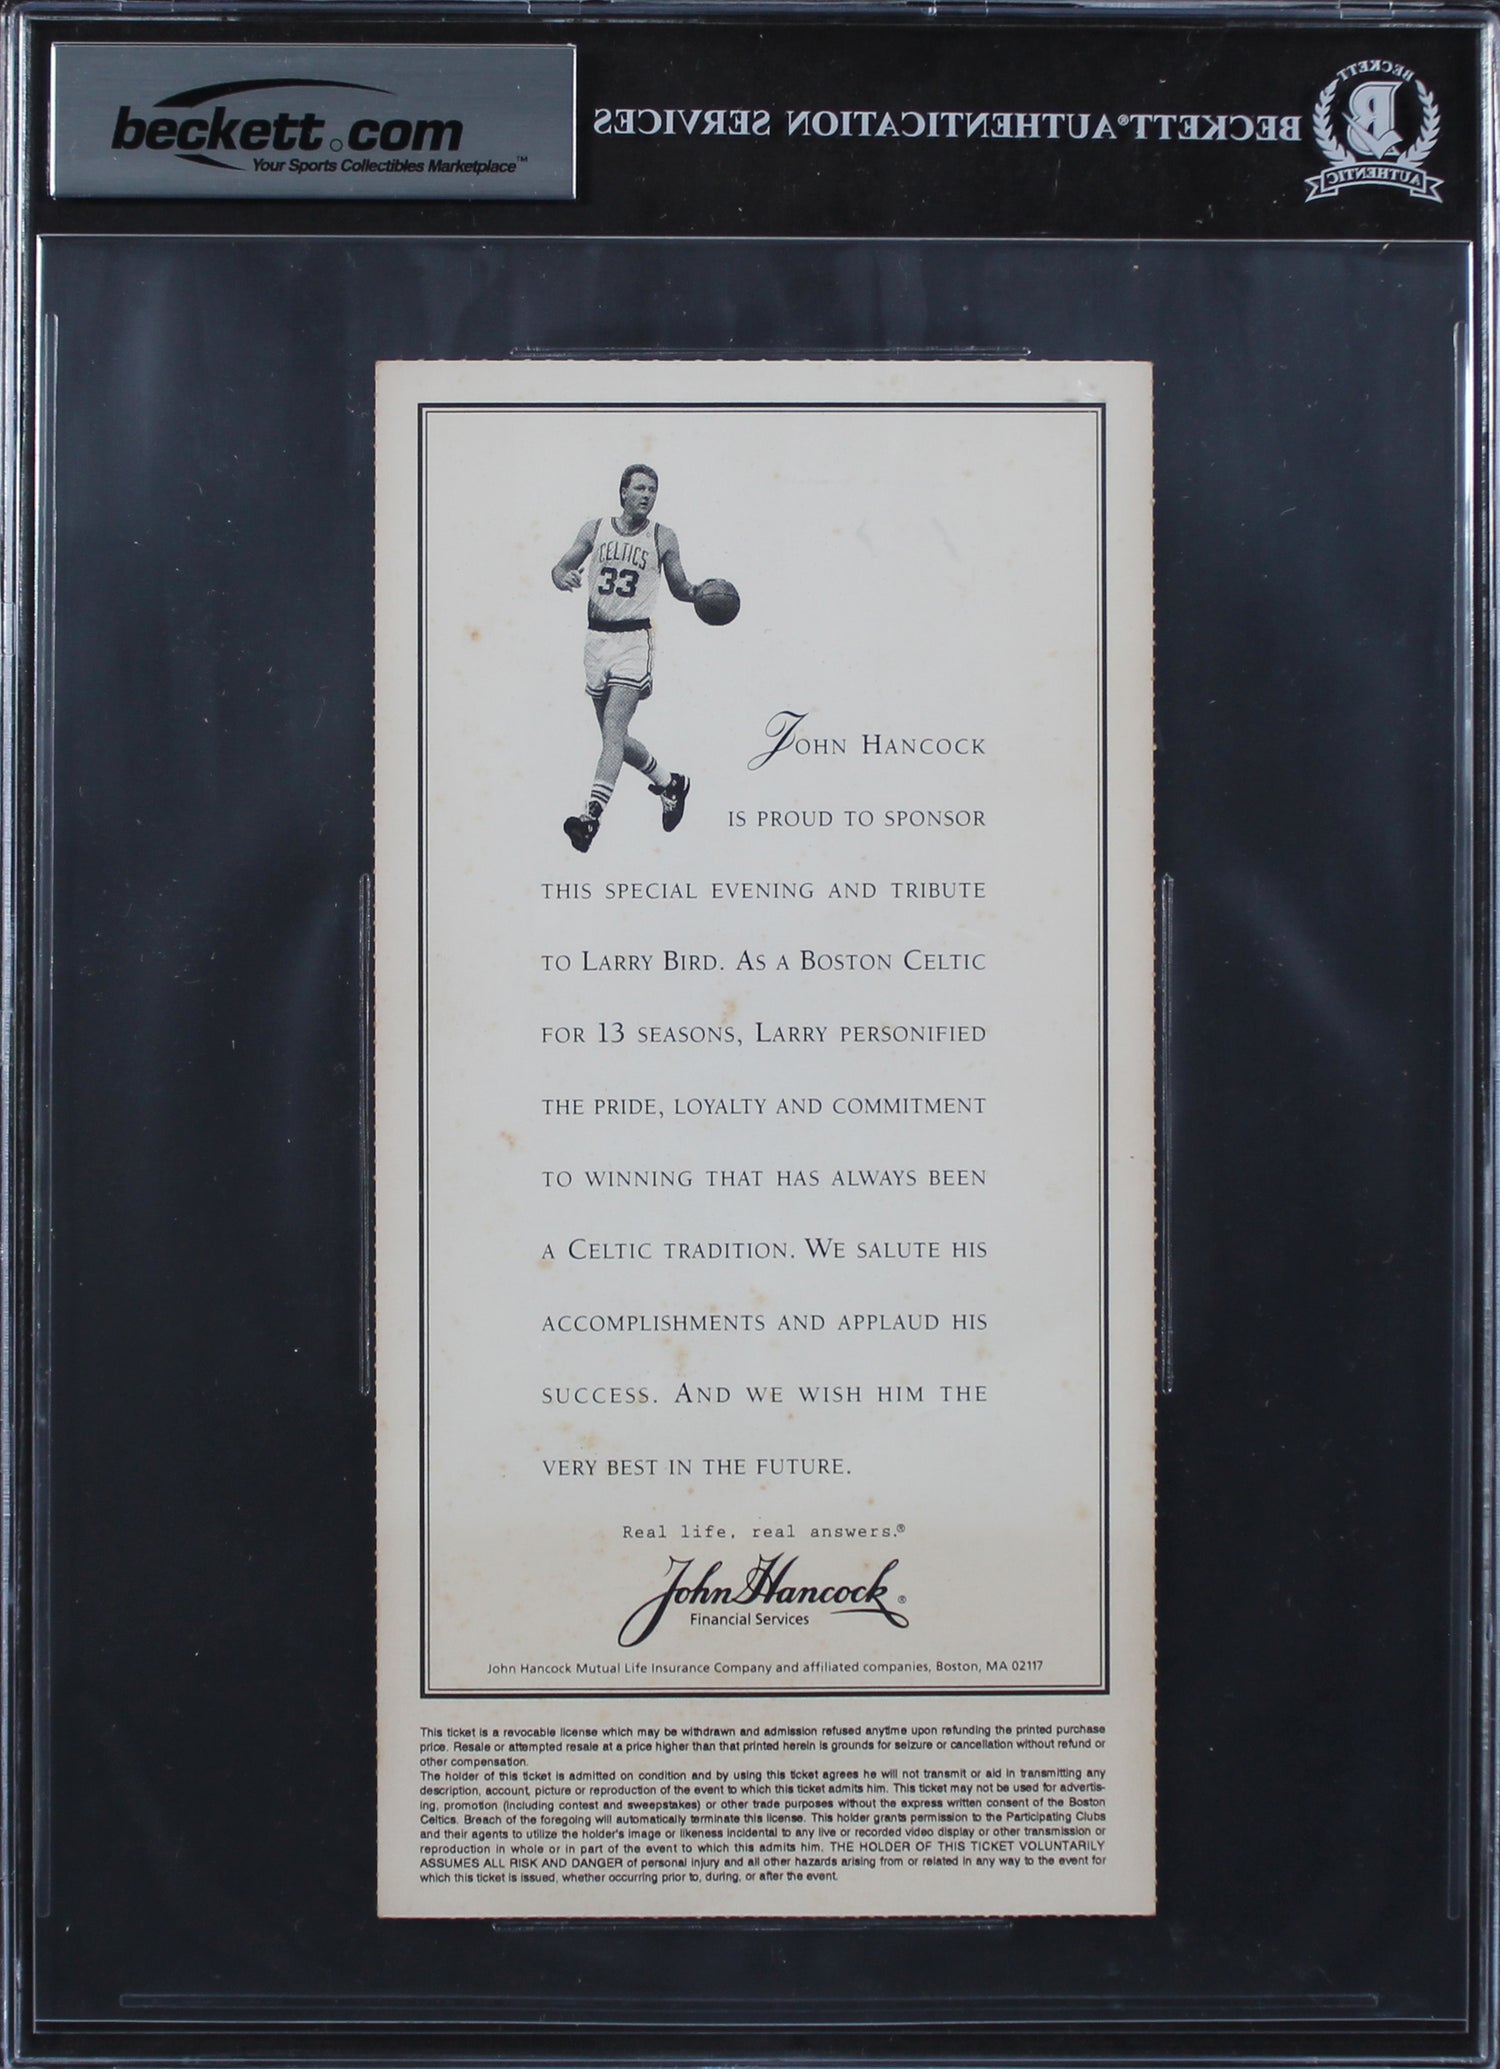 beckett.com
Your Sports Collectibles Marketplace™
BECKETT® AUTHENTICATION SERVICES
BECKETT
B
AUTHENTIC
CELTICS
33
JOHN HANCOCK
IS PROUD TO SPONSOR
THIS SPECIAL EVENING AND TRIBUTE
TO LARRY BIRD. AS A BOSTON CELTIC
FOR 13 SEASONS, LARRY PERSONIFIED
THE PRIDE, LOYALTY AND COMMITMENT
TO WINNING THAT HAS ALWAYS BEEN
A CELTIC TRADITION. WE SALUTE HIS
ACCOMPLISHMENTS AND APPLAUD HIS
SUCCESS. AND WE WISH HIM THE
VERY BEST IN THE FUTURE.
Real life, real answers.®
John Hancock®
Financial Services
John Hancock Mutual Life Insurance Company and affiliated companies, Boston, MA 02117
This ticket is a revocable license which may be withdrawn and admission refused anytime upon refunding the printed purchase
price. Resale or attempted resale at a price higher than that printed herein is grounds for seizure or cancellation without refund or
other compensation.
The holder of this ticket is admitted on condition and by using this ticket agrees he will not transmit or aid in transmitting any
description, account, picture or reproduction of the event to which this ticket admits him. This ticket may not be used for advertis-
ing, promotion (including contest and sweepstakes) or other trade purposes without the express written consent of the Boston
Celtics. Breach of the foregoing will automatically terminate this license. This holder grants permission to the Participating Clubs
and their agents to utilize the holder's image or likeness incidental to any live or recorded video display or other transmission or
reproduction in whole or in part of the event to which this admits him. THE HOLDER OF THIS TICKET VOLUNTARILY
ASSUMES ALL RISK AND DANGER of personal injury and all other hazards arising from or related in any way to the event for
which this ticket is issued, whether occurring prior to, during, or after the event.